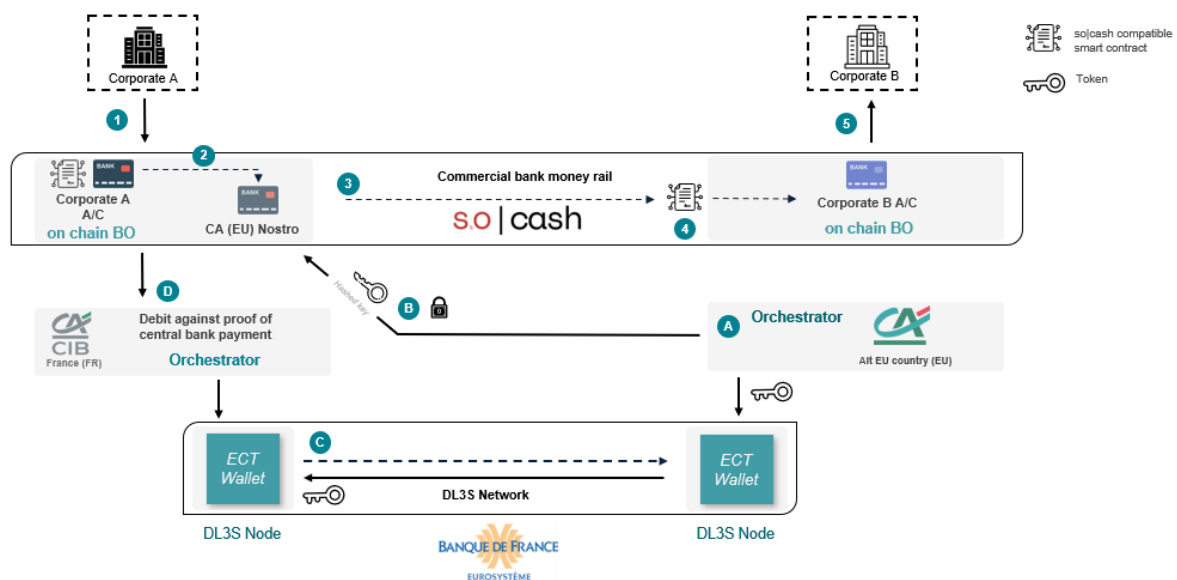 Corporate A
Corporate B
so|cash compatible
smart contract
Token
1
5
2
BANK
BANK
BANK
Corporate A
A/C
on chain BO
CA (EU) Nostro
3
Commercial bank money rail
s.o | cash
4
Corporate B A/C
on chain BO
D
Hashed key
B
CA
CIB
France (FR)
Debit against proof of
central bank payment
Orchestrator
A
Orchestrator
CA
Alt EU country (EU)
ECT
Wallet
C
DL3S Network
ECT
Wallet
DL3S Node
DL3S Node
BANQUE DE FRANCE
EUROSYSTÈME